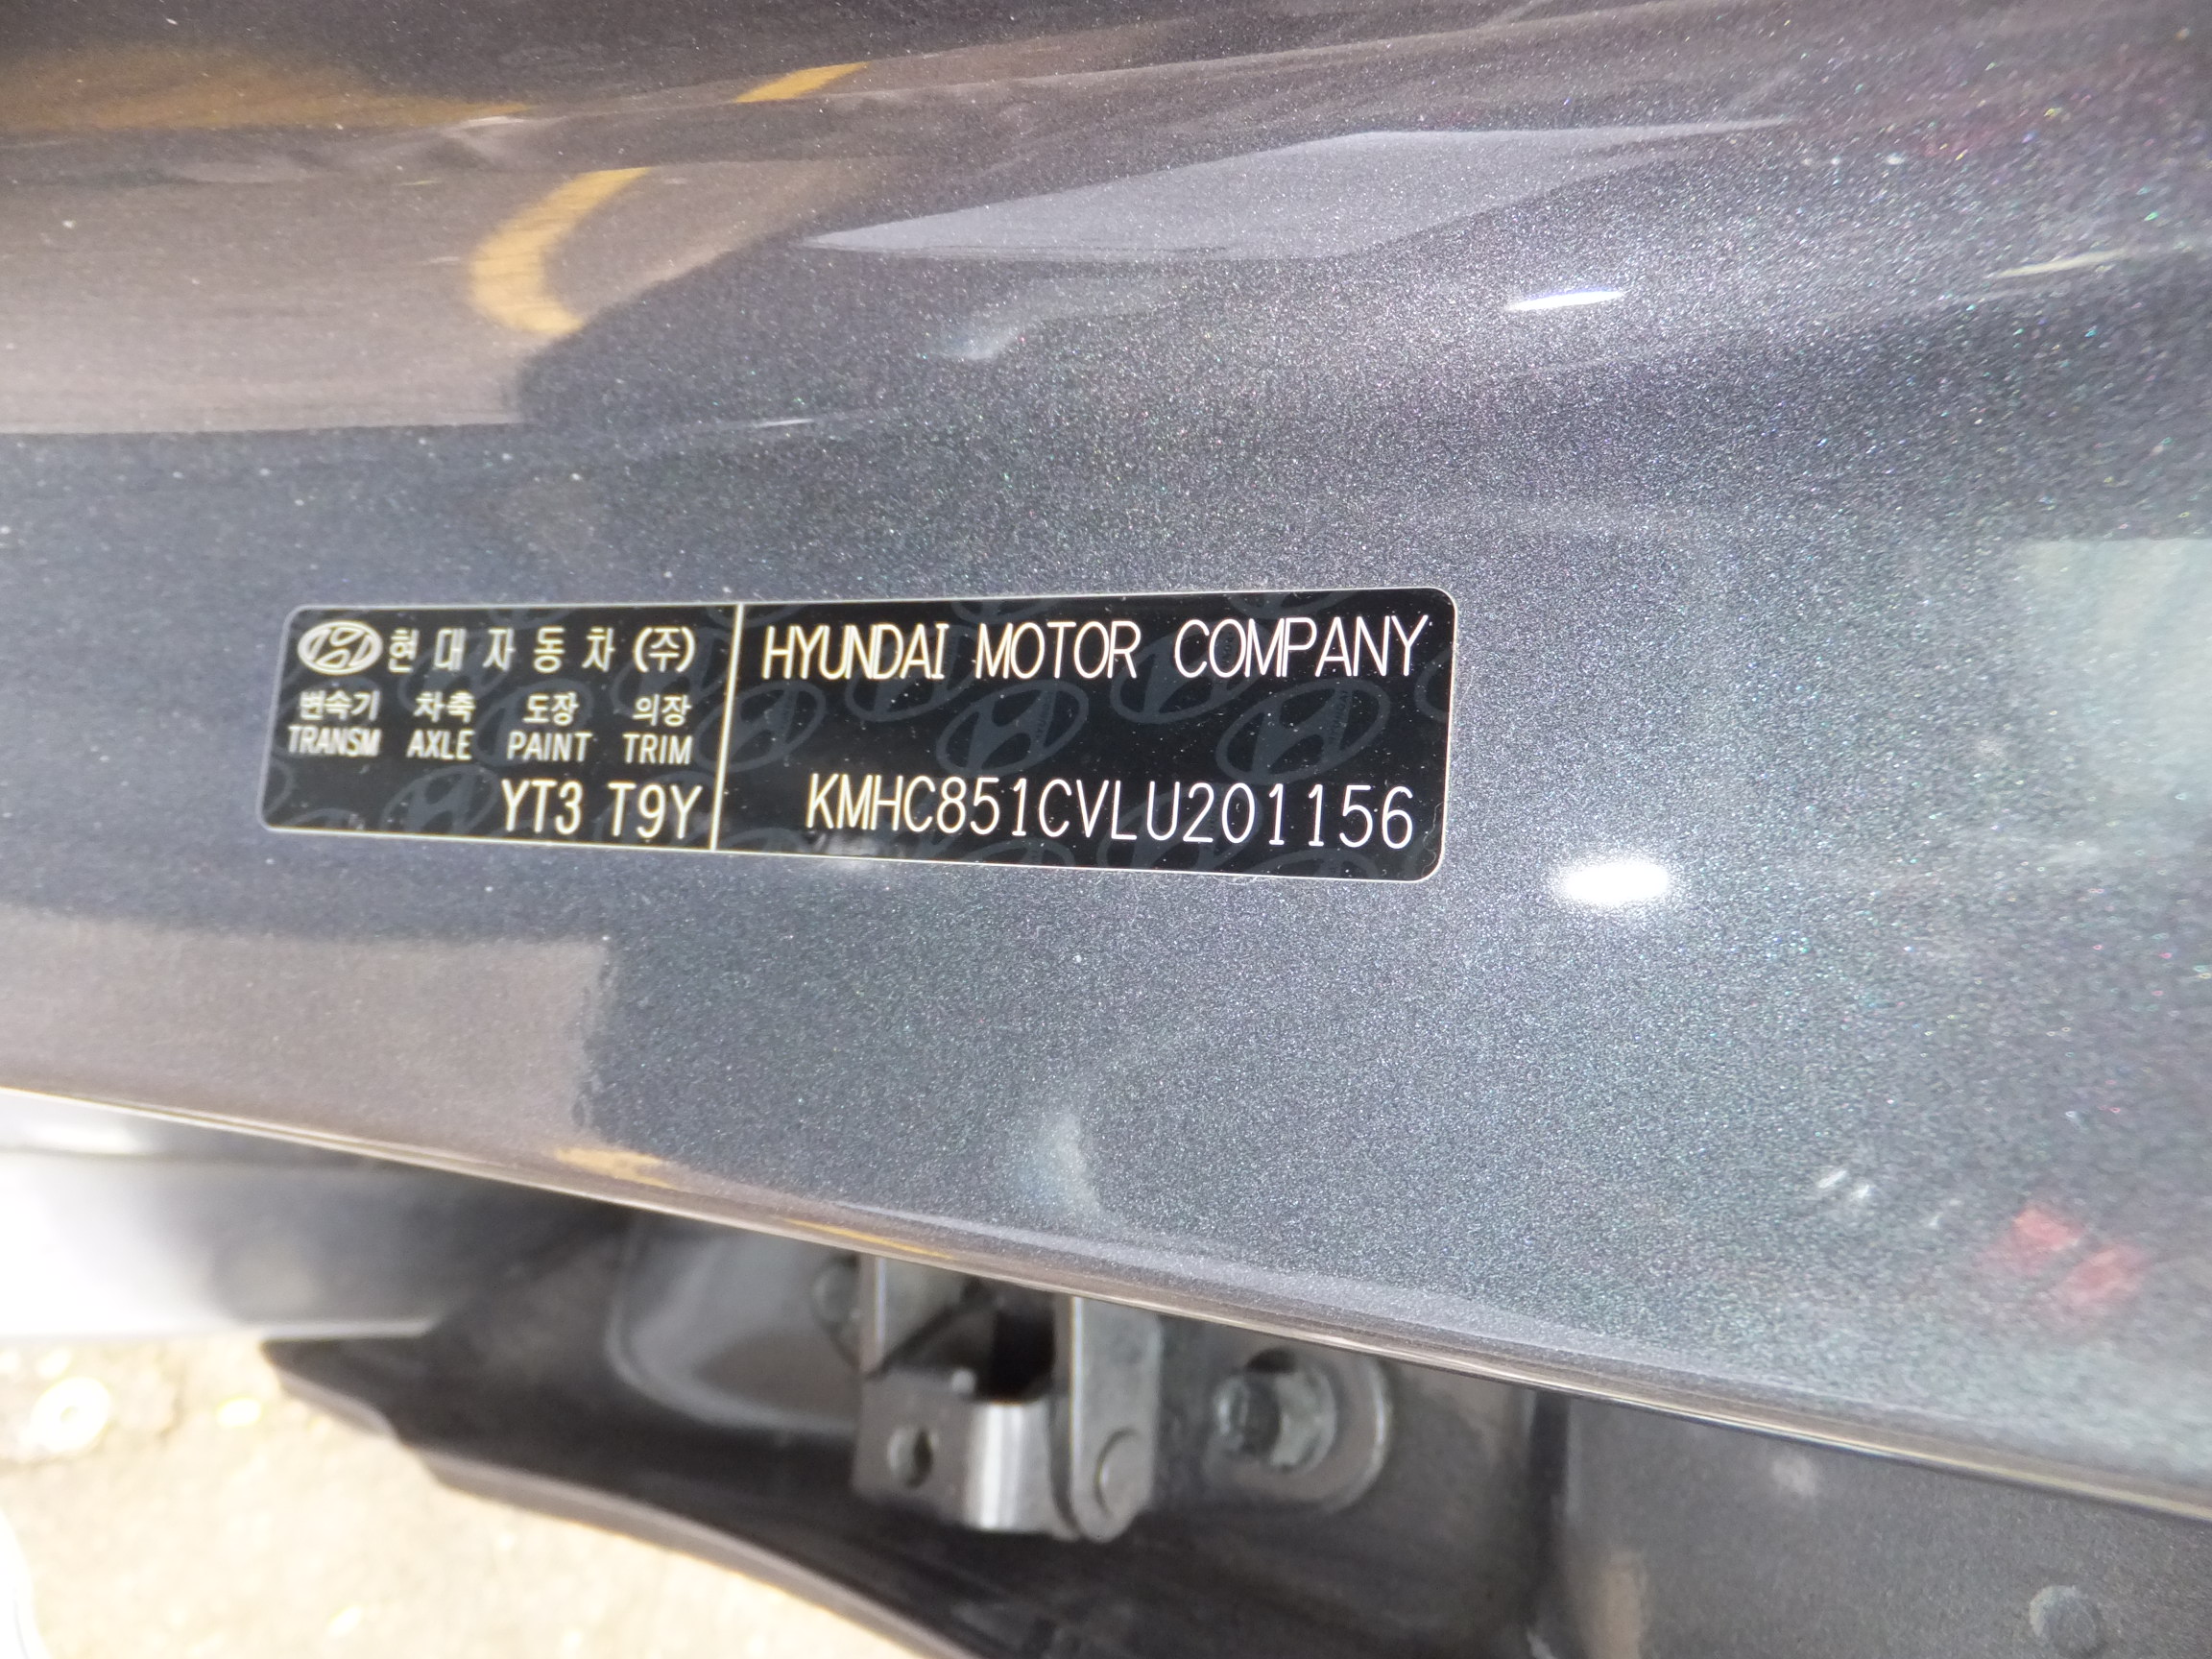 현대자동차(주)
변속기 차축 도장 의장
TRANSM AXLE PAINT TRIM
YT3 T9Y
HYUNDAI MOTOR COMPANY
KMHC851CVLU201156